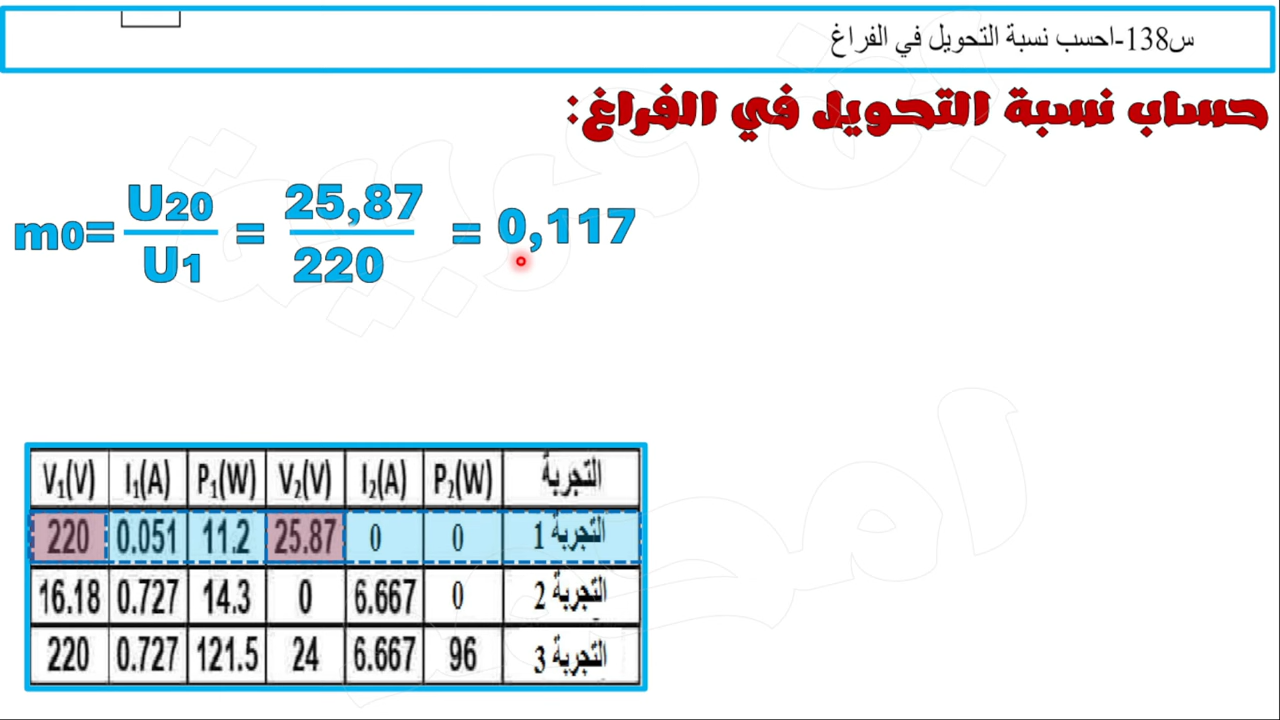 س138-احسب نسبة التحويل في الفراغ
حساب نسبة التحويل في الفراغ:
m0= U20 / U1 = 25,87 / 220 = 0,117
V₁(V) I₁(A) P₁(W) V₂(V) I₂(A) P₂(W) التجربة
220 0.051 11.2 25.87 0 0 التجربة 1
16.18 0.727 14.3 0 6.667 0 التجربة 2
220 0.727 121.5 24 6.667 96 التجربة 3